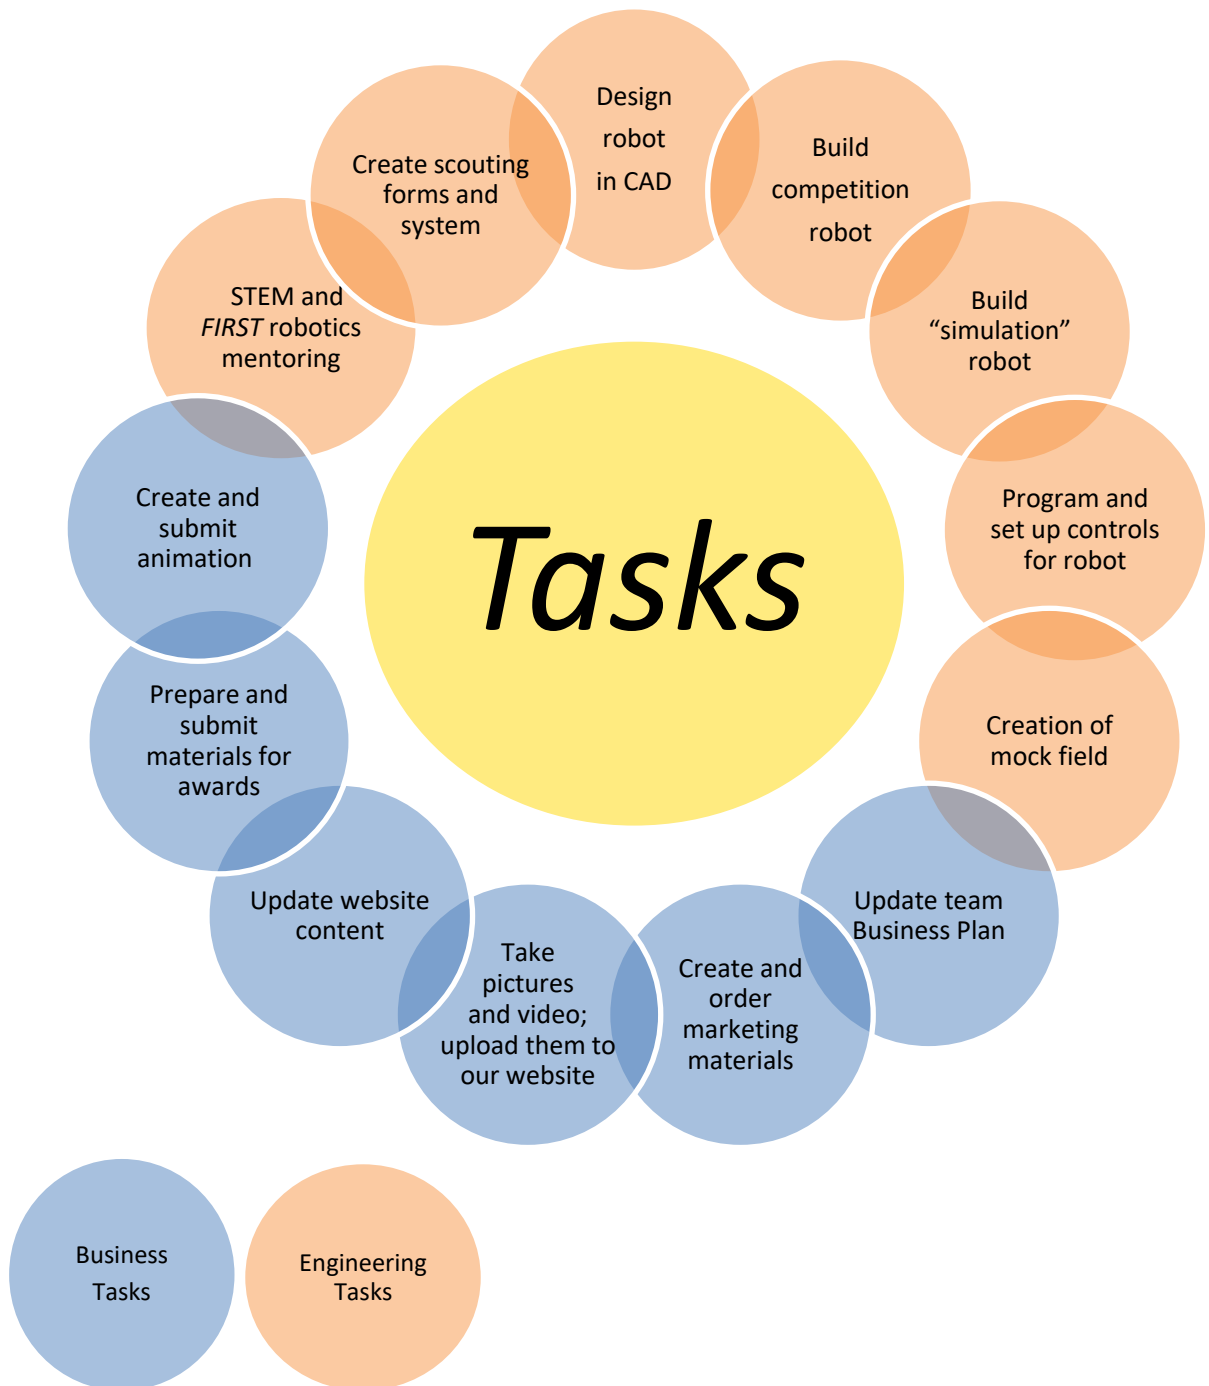 Design
robot
in CAD
Build
competition
robot
Build
“simulation”
robot
Program and
set up controls
for robot
Creation of
mock field
Update team
Business Plan
Create and
order
marketing
materials
Take
pictures
and video;
upload them to
our website
Update website
content
Prepare and
submit
materials for
awards
Create and
submit
animation
STEM and
FIRST robotics
mentoring
Create scouting
forms and
system
Tasks
Business
Tasks
Engineering
Tasks